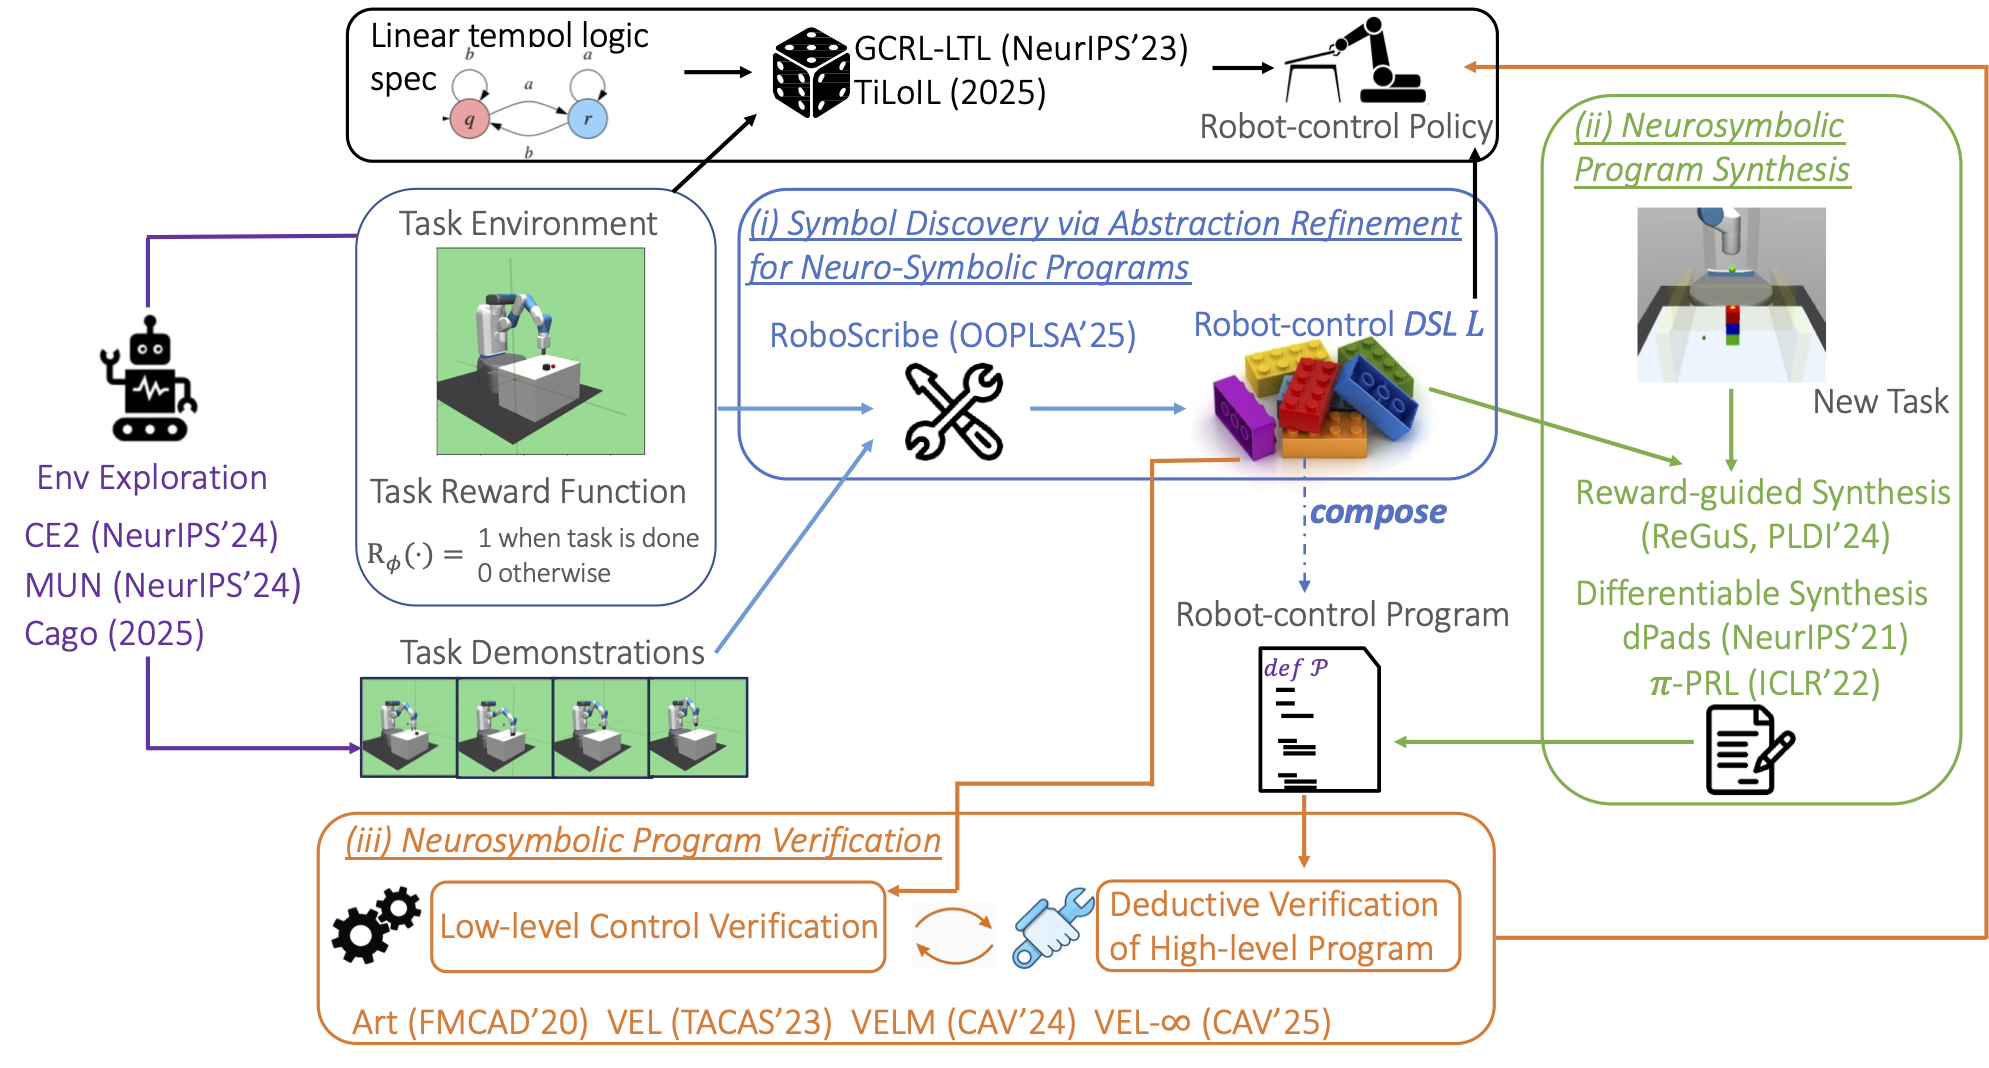 Linear tempol logic
spec
b
a
a
q
r
b
GCRL-LTL (NeurIPS’23)
TiLoIL (2025)
Robot-control Policy
Task Environment
Task Reward Function
R𝜙(·) = 1 when task is done
0 otherwise
Env Exploration
CE2 (NeurIPS’24)
MUN (NeurIPS’24)
Cago (2025)
Task Demonstrations
(i) Symbol Discovery via Abstraction Refinement
for Neuro-Symbolic Programs
RoboScribe (OOPLSA’25)
Robot-control DSL L
compose
Robot-control Program
def 𝒫
(ii) Neurosymbolic
Program Synthesis
New Task
Reward-guided Synthesis
(ReGuS, PLDI’24)
Differentiable Synthesis
dPads (NeurIPS’21)
π-PRL (ICLR’22)
(iii) Neurosymbolic Program Verification
Low-level Control Verification
Deductive Verification
of High-level Program
Art (FMCAD’20) VEL (TACAS’23) VELM (CAV’24) VEL-∞ (CAV’25)